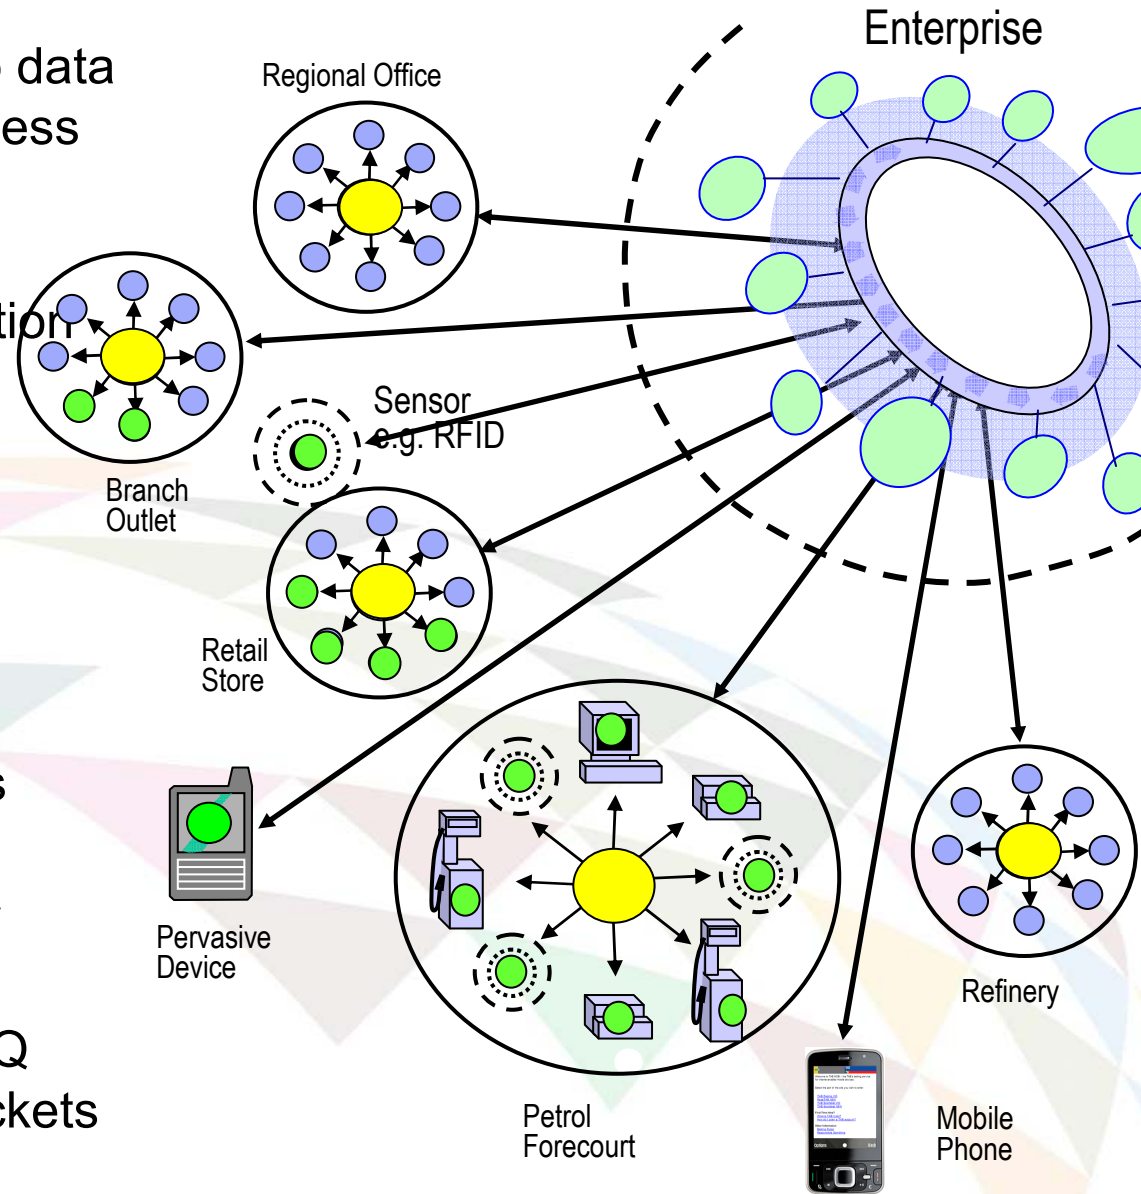 data
ess
tion
s
Q
ckets
Enterprise
Regional Office
Branch
Outlet
Sensor
e.g. RFID
Retail
Store
Pervasive
Device
Petrol
Forecourt
Mobile
Phone
Refinery
Options